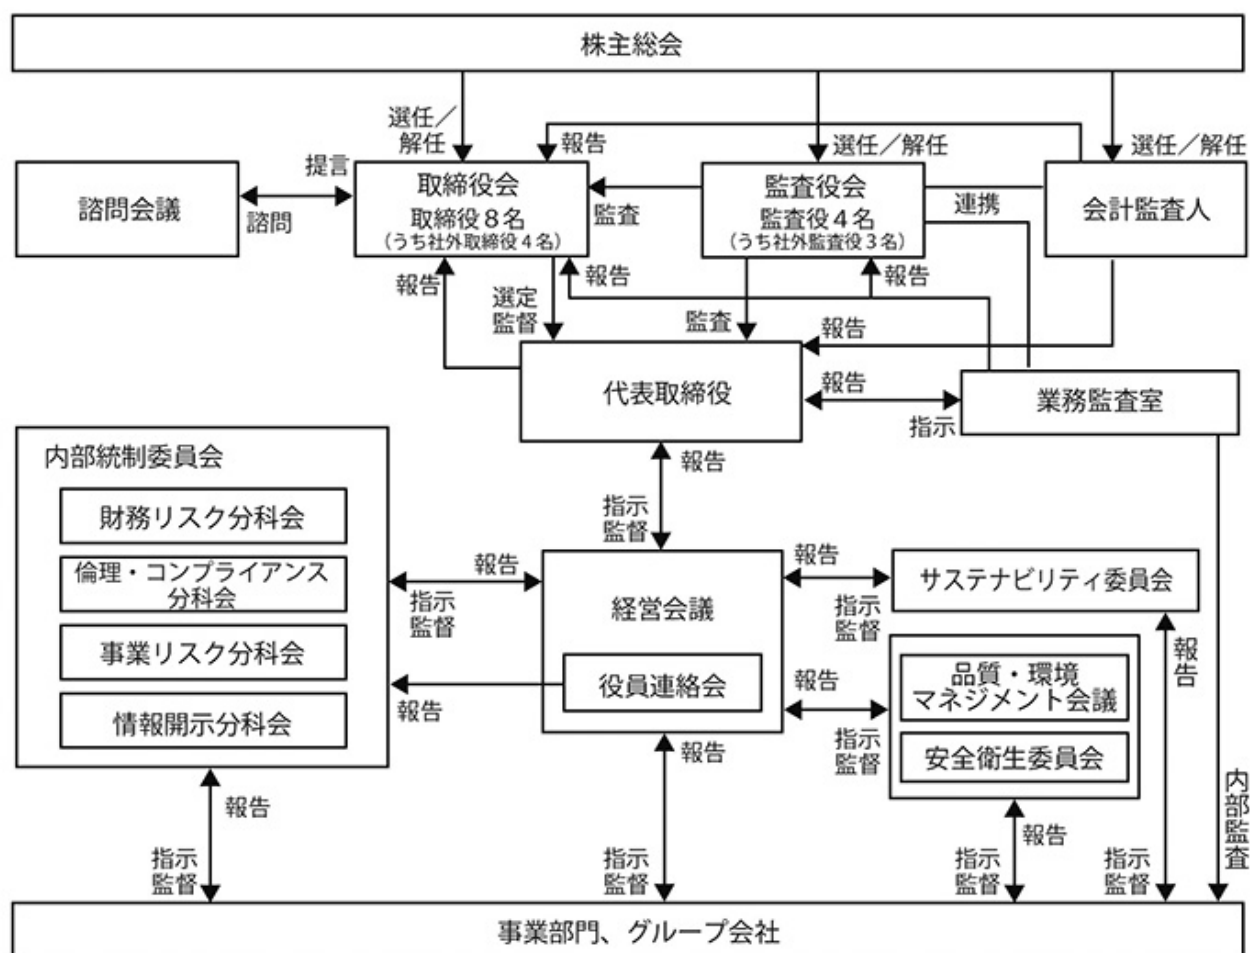 株主総会
選任／
解任
報告
選任／解任
選任／解任
諮問会議
提言
諮問
取締役会
取締役８名
（うち社外取締役４名）
監査
監査役会
監査役４名
（うち社外監査役３名）
連携
会計監査人
報告
選定
監督
報告
監査
報告
報告
代表取締役
報告
指示
業務監査室
報告
指示
監督
内部統制委員会
財務リスク分科会
倫理・コンプライアンス
分科会
事業リスク分科会
情報開示分科会
報告
指示
監督
報告
経営会議
役員連絡会
報告
指示
監督
サステナビリティ委員会
報告
指示
監督
品質・環境
マネジメント会議
安全衛生委員会
報告
内部監査
報告
指示
監督
報告
指示
監督
報告
指示
監督
指示
監督
事業部門、グループ会社